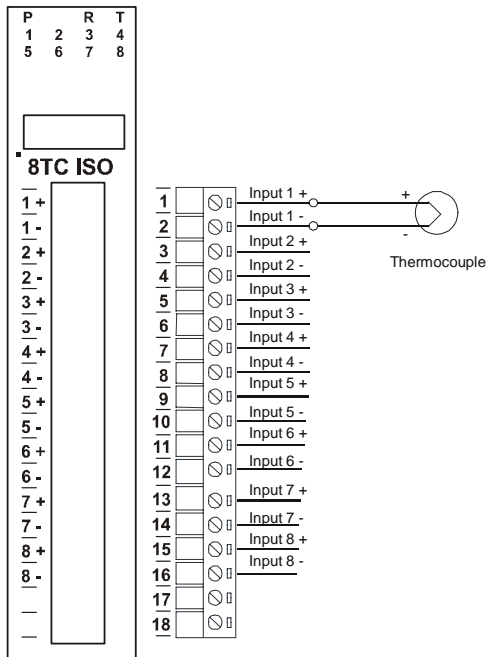 P R T
1 2 3 4
5 6 7 8
8TC ISO
1 +
1 -
2 +
2 -
3 +
3 -
4 +
4 -
5 +
5 -
6 +
6 -
7 +
7 -
8 +
8 -
1 Input 1 + +
2 Input 1 - -
3 Input 2 +
4 Input 2 -
5 Input 3 +
6 Input 3 -
7 Input 4 +
8 Input 4 -
9 Input 5 +
10 Input 5 -
11 Input 6 +
12 Input 6 -
13 Input 7 +
14 Input 7 -
15 Input 8 +
16 Input 8 -
17
18
Thermocouple